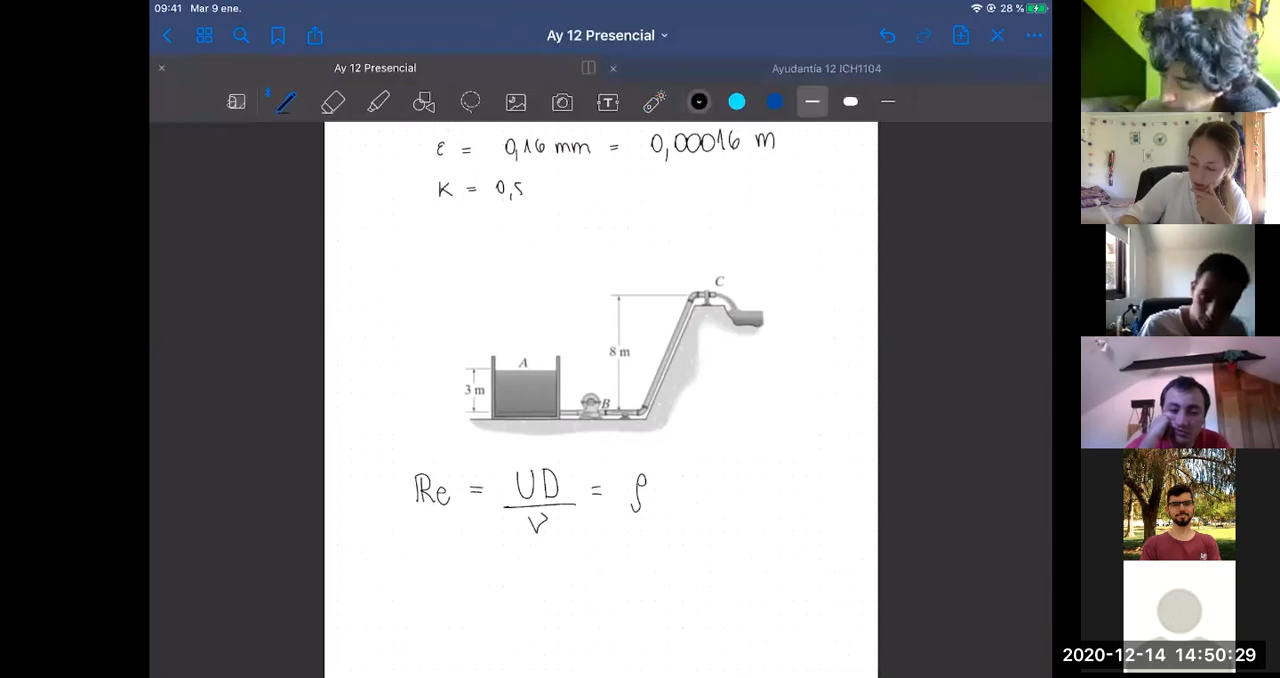 09:41 Mar 9 ene.
28 %
Ay 12 Presencial
Ay 12 Presencial
Ayudantía 12 ICH1104
ε = 0,16 mm = 0,00016 m
K = 0,5
C
8 m
A
3 m
B
Re = UD / ν = ρ
2020-12-14 14:50:29